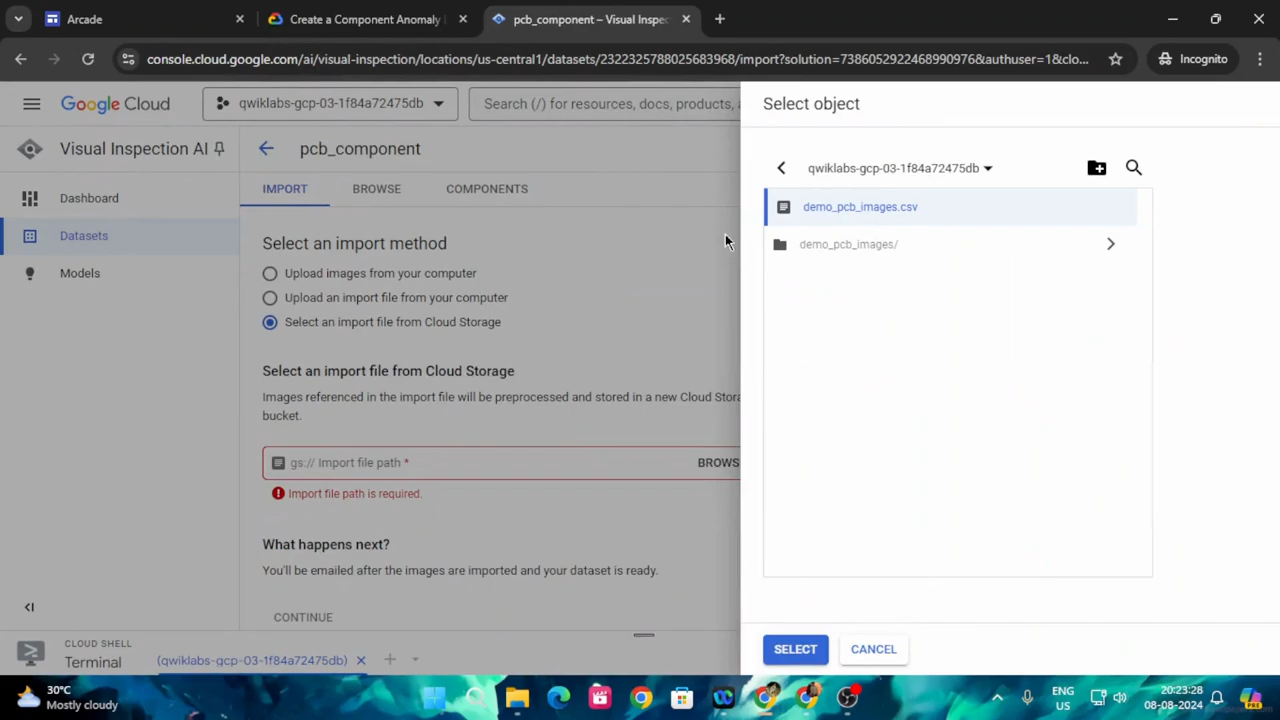 Arcade
Create a Component Anomaly
pcb_component – Visual Inspec
console.cloud.google.com/ai/visual-inspection/locations/us-central1/datasets/2322325788025683968/import?solution=7386052922468990976&authuser=1&clo...
Incognito
Google Cloud
qwiklabs-gcp-03-1f84a72475db
Search (/) for resources, docs, products, a
Select object
Visual Inspection AI
pcb_component
qwiklabs-gcp-03-1f84a72475db
Dashboard
IMPORT
BROWSE
COMPONENTS
demo_pcb_images.csv
Datasets
Select an import method
demo_pcb_images/
Models
Upload images from your computer
Upload an import file from your computer
Select an import file from Cloud Storage
Select an import file from Cloud Storage
Images referenced in the import file will be preprocessed and stored in a new Cloud Stora
bucket.
gs:// Import file path *
BROWS
Import file path is required.
What happens next?
You'll be emailed after the images are imported and your dataset is ready.
CONTINUE
CLOUD SHELL
Terminal
(qwiklabs-gcp-03-1f84a72475db)
SELECT
CANCEL
30°C
Mostly cloudy
ENG
US
20:23:28
08-08-2024
PRE